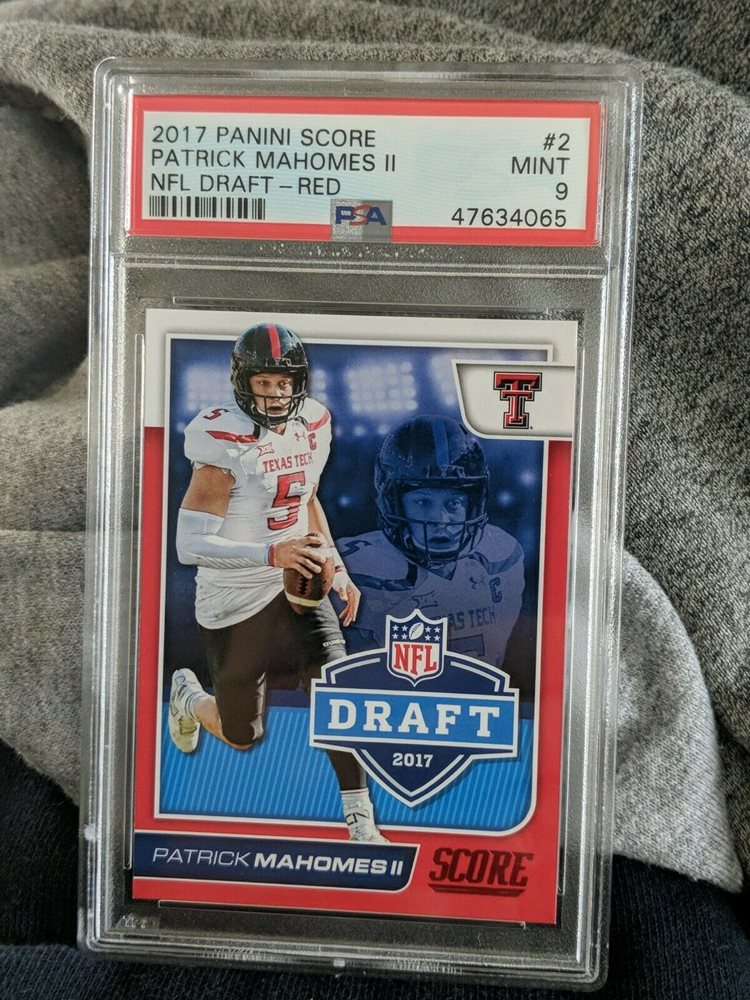 2017 PANINI SCORE #2
PATRICK MAHOMES II MINT
NFL DRAFT - RED 9
PSA 47634065
TEXAS TECH
5
5
C
C
NFL
DRAFT
2017
PATRICK MAHOMES II
SCORE